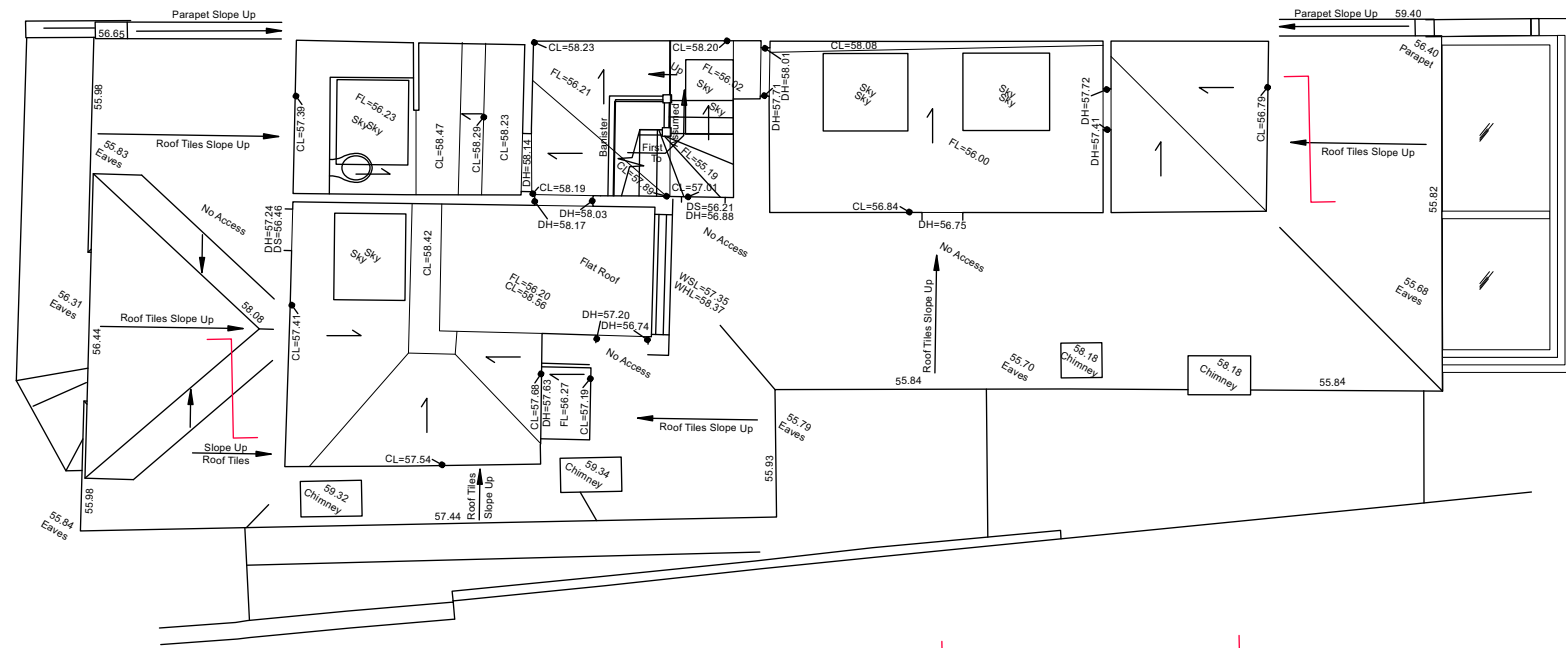 Parapet Slope Up
56.65
Parapet Slope Up
59.40
56.40
Parapet
55.98
CL=58.23
CL=58.20
CL=58.08
DH=58.01
DH=57.71
FL=56.21
Up
FL=56.02
Sky
Sky
FL=56.23
SkySky
CL=57.39
CL=58.47
CL=58.29
CL=58.23
DH=58.14
Banister
Assumed
First
To
FL=55.19
CL=57.89
Sky
Sky
Sky
Sky
FL=56.00
DH=57.72
DH=57.41
CL=56.79
Roof Tiles Slope Up
Roof Tiles Slope Up
55.83
Eaves
No Access
CL=58.19
CL=57.01
DS=56.21
DH=56.88
DH=58.03
DH=58.17
CL=56.84
DH=56.75
55.82
DH=57.24
DS=56.46
Sky
Sky
CL=58.42
Flat Roof
FL=56.20
CL=58.56
No Access
WSL=57.35
WHL=58.37
No Access
Roof Tiles Slope Up
55.68
Eaves
56.31
Eaves
58.08
Roof Tiles Slope Up
56.44
CL=57.41
DH=57.20
DH=56.74
No Access
CL=57.68
DH=57.63
FL=56.27
CL=57.19
55.70
Eaves
58.18
Chimney
58.18
Chimney
55.84
55.84
Roof Tiles Slope Up
55.79
Eaves
Slope Up
Roof Tiles
CL=57.54
Roof Tiles
Slope Up
59.34
Chimney
59.32
Chimney
55.93
55.98
55.84
Eaves
57.44